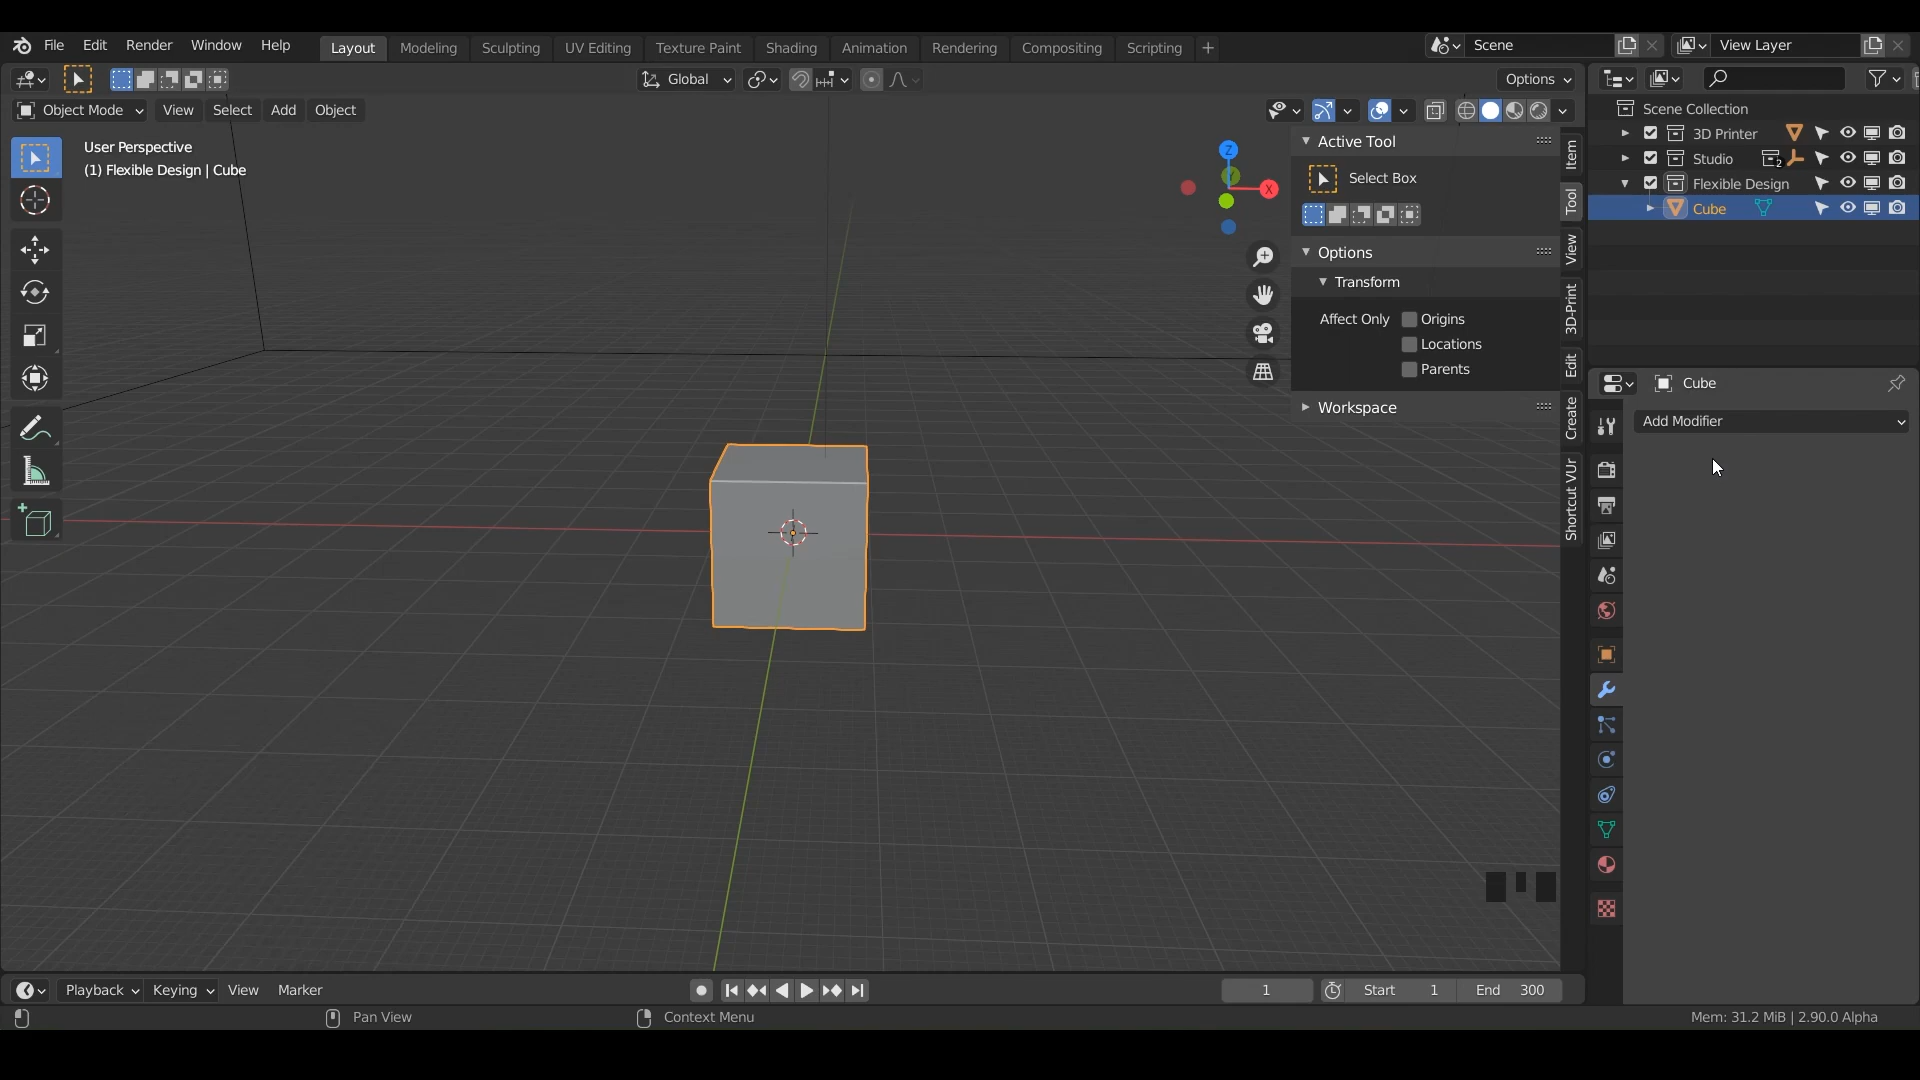 File Edit Render Window Help Layout Modeling Sculpting UV Editing Texture Paint Shading Animation Rendering Compositing Scripting + Scene View Layer
Global Options
Object Mode View Select Add Object
User Perspective
(1) Flexible Design | Cube
Z
X
Active Tool
Select Box
Options
Transform
Affect Only Origins
Locations
Parents
Workspace
Item
Tool
View
3D-Print
Edit
Create
Shortcut VUr
Scene Collection
3D Printer
Studio 2
Flexible Design
Cube
Cube
Add Modifier
Playback Keying View Marker 1 Start 1 End 300
Pan View Context Menu Mem: 31.2 MiB | 2.90.0 Alpha